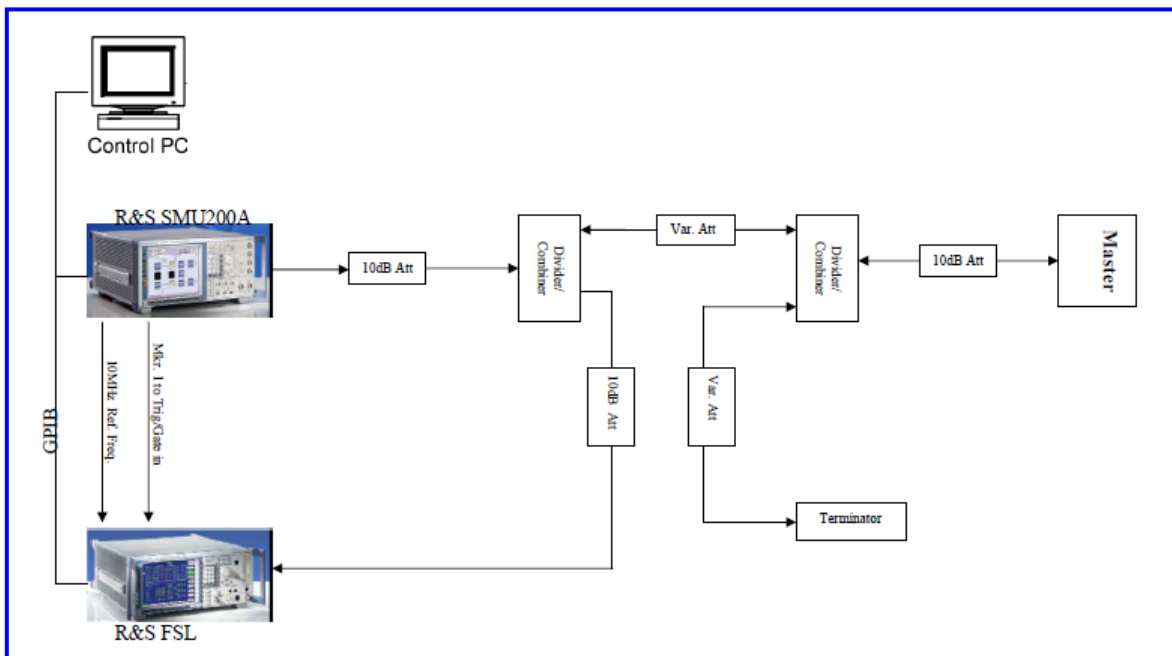 Control PC
R&S SMU200A
10dB Att
Divider/
Combiner
Var. Att
Divider/
Combiner
10dB Att
Master
GPIB
10MHz Ref. Freq.
Mkr. 1 to Trig/Gate in
10dB Att
Var. Att
Terminator
R&S FSL